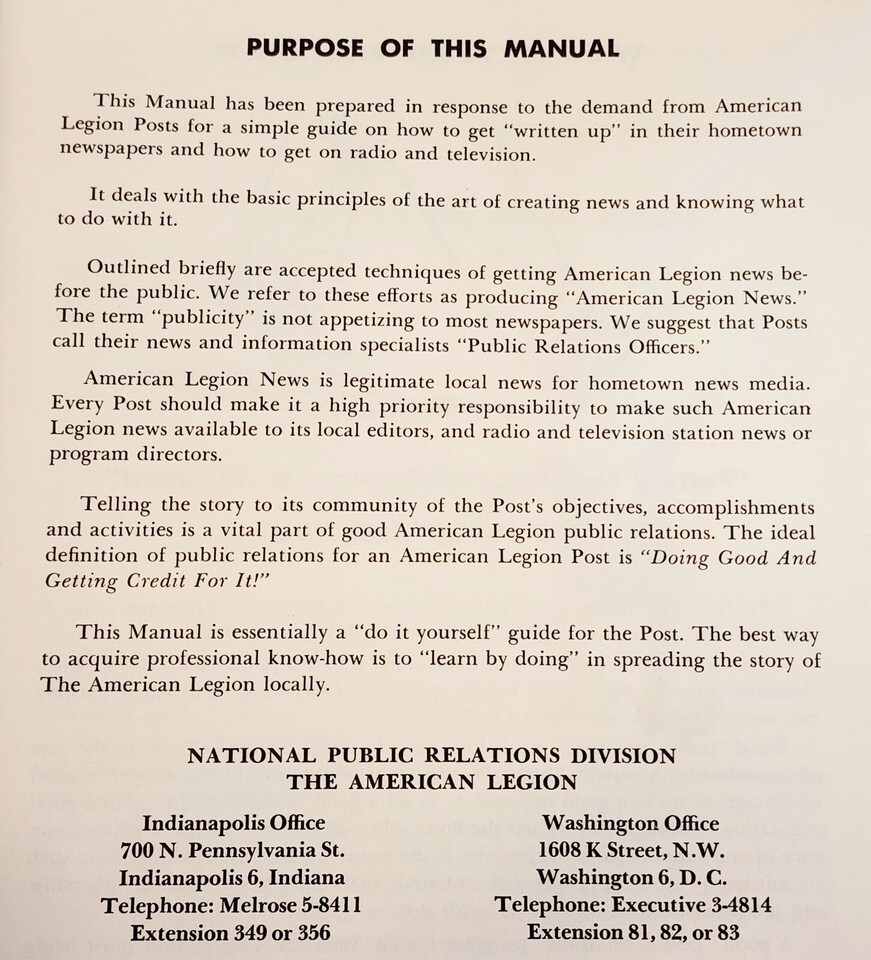 PURPOSE OF THIS MANUAL
This Manual has been prepared in response to the demand from American
Legion Posts for a simple guide on how to get "written up" in their hometown
newspapers and how to get on radio and television.
It deals with the basic principles of the art of creating news and knowing what
to do with it.
Outlined briefly are accepted techniques of getting American Legion news be-
fore the public. We refer to these efforts as producing "American Legion News."
The term "publicity" is not appetizing to most newspapers. We suggest that Posts
call their news and information specialists "Public Relations Officers."
American Legion News is legitimate local news for hometown news media.
Every Post should make it a high priority responsibility to make such American
Legion news available to its local editors, and radio and television station news or
program directors.
Telling the story to its community of the Post's objectives, accomplishments
and activities is a vital part of good American Legion public relations. The ideal
definition of public relations for an American Legion Post is "Doing Good And
Getting Credit For It!"
This Manual is essentially a "do it yourself" guide for the Post. The best way
to acquire professional know-how is to "learn by doing" in spreading the story of
The American Legion locally.
NATIONAL PUBLIC RELATIONS DIVISION
THE AMERICAN LEGION
Indianapolis Office
700 N. Pennsylvania St.
Indianapolis 6, Indiana
Telephone: Melrose 5-8411
Extension 349 or 356
Washington Office
1608 K Street, N.W.
Washington 6, D. C.
Telephone: Executive 3-4814
Extension 81, 82, or 83